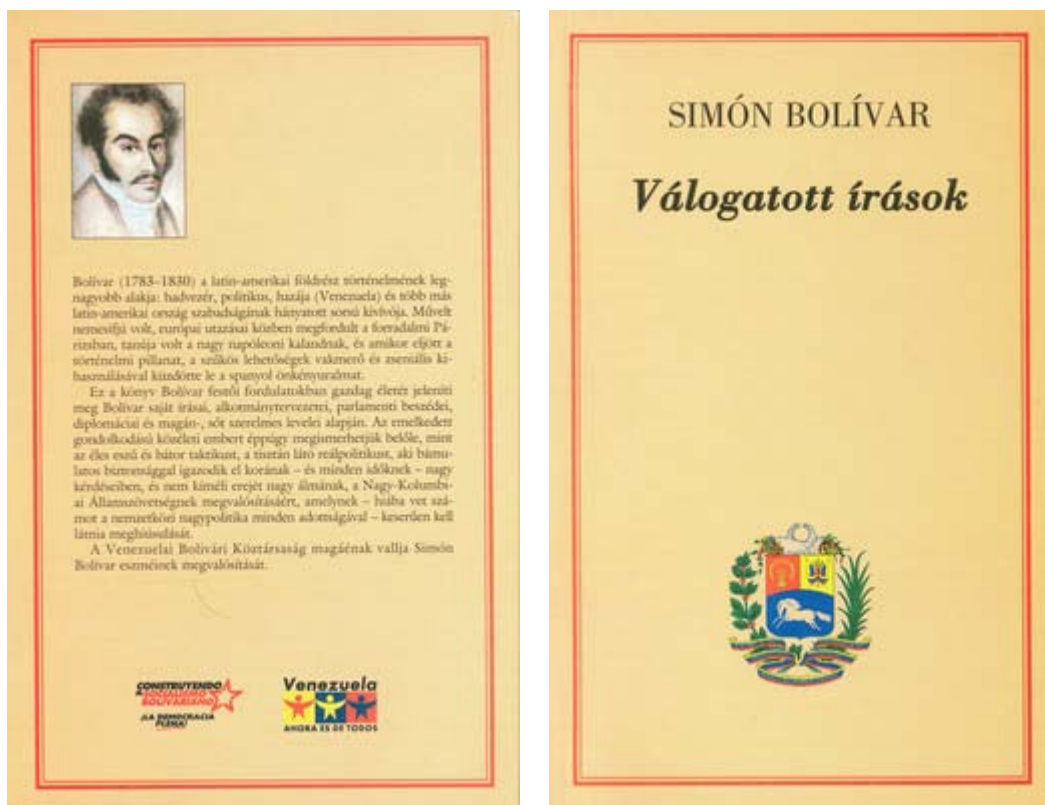 Bolívar (1783–1830) a latin-amerikai földrész történelmének leg-
nagyobb alakja: hadvezér, politikus, hazája (Venezuela) és több más
latin-amerikai ország szabadságának hányatott sorsú kivívója. Művelt
nemesifjú volt, európai utazásai közben megfordult a forradalmi Pá-
rizsban, tanúja volt a nagy napóleoni kalandnak, és amikor eljött a
történelmi pillanat, a szűkös lehetőségek vakmerő és zseniális ki-
használásával küzdötte le a spanyol önkényuralmat.
Ez a könyv Bolívar festői fordulatokban gazdag életét jeleníti
meg Bolívar saját írásai, alkotmánytervezetei, parlamenti beszédei,
diplomáciai és magán-, sőt szerelmes levelei alapján. Az emelkedett
gondolkodású közéleti embert éppúgy megismerhetjük belőle, mint
az éles eszű és bátor taktikust, a tisztán látó reálpolitikust, aki bámu-
latos biztonsággal igazodik el korának – és minden időknek – nagy
kérdéseiben, és nem kíméli erejét nagy álmának, a Nagy-Kolumbi-
ai Államszövetségnek megvalósításáért, amelynek – hiába vet szá-
mot a nemzetközi nagypolitika minden adottságával – keserűen kell
látnia meghiúsulását.
A Venezuelai Bolívári Köztársaság magáénak vallja Simón
Bolívar eszméinek megvalósítását.
CONSTRUYENDO
SOCIALISMO
BOLIVARIANO
¡LA DEMOCRACIA
PLENA!
Venezuela
AHORA ES DE TODOS
SIMÓN BOLÍVAR
Válogatott írások